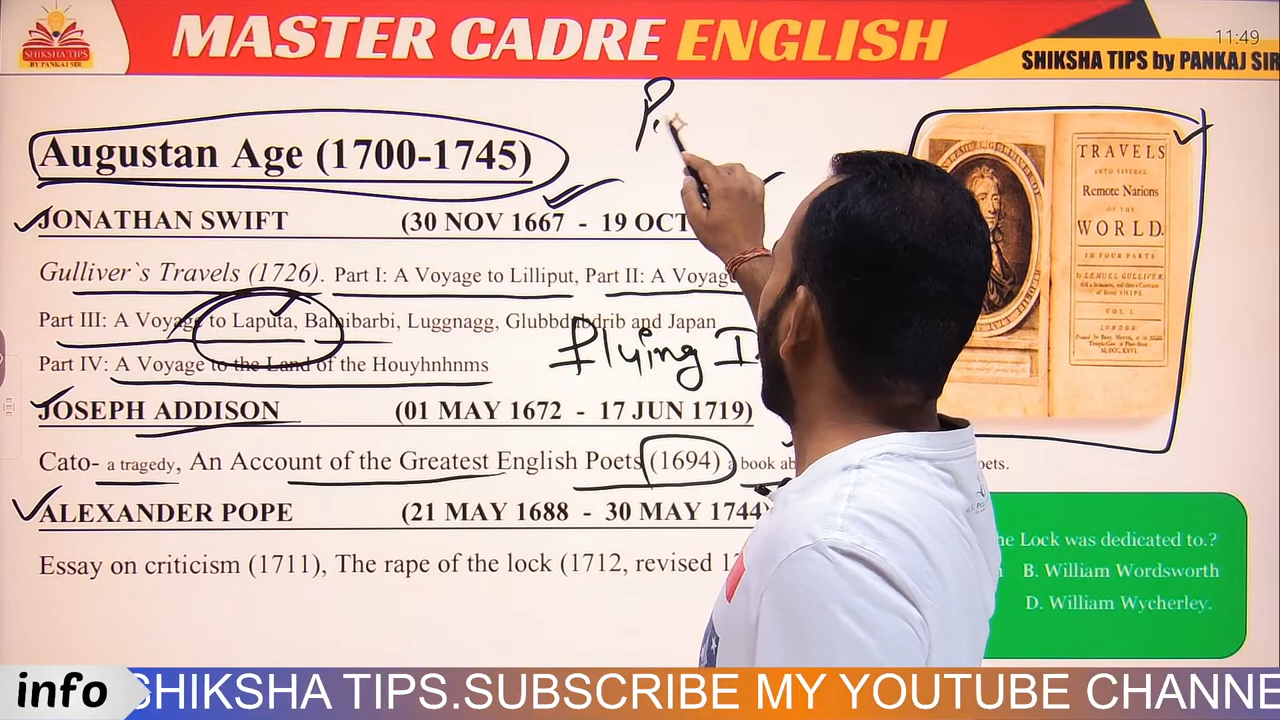 SHIKSHA TIPS
BY PANKAJ SIR
MASTER CADRE ENGLISH
11:49
SHIKSHA TIPS by PANKAJ SIR
P.
Augustan Age (1700-1745)
JONATHAN SWIFT (30 NOV 1667 - 19 OCT
Gulliver`s Travels (1726). Part I: A Voyage to Lilliput, Part II: A Voyag
Part III: A Voyage to Laputa, Balnibarbi, Luggnagg, Glubbdubdrib and Japan
Flying I
Part IV: A Voyage to the Land of the Houyhnhnms
JOSEPH ADDISON (01 MAY 1672 - 17 JUN 1719)
Cato- a tragedy, An Account of the Greatest English Poets (1694) a book ab oets.
ALEXANDER POPE (21 MAY 1688 - 30 MAY 1744)
Essay on criticism (1711), The rape of the lock (1712, revised 1
TRAVELS
INTO SEVERAL
Remote Nations
OF THE
WORLD.
IN FOUR PARTS
By LEMUEL GULLIVER,
VOL I.
LONDON
he Lock was dedicated to.?
B. William Wordsworth
D. William Wycherley.
info
SHIKSHA TIPS.SUBSCRIBE MY YOUTUBE CHANNE